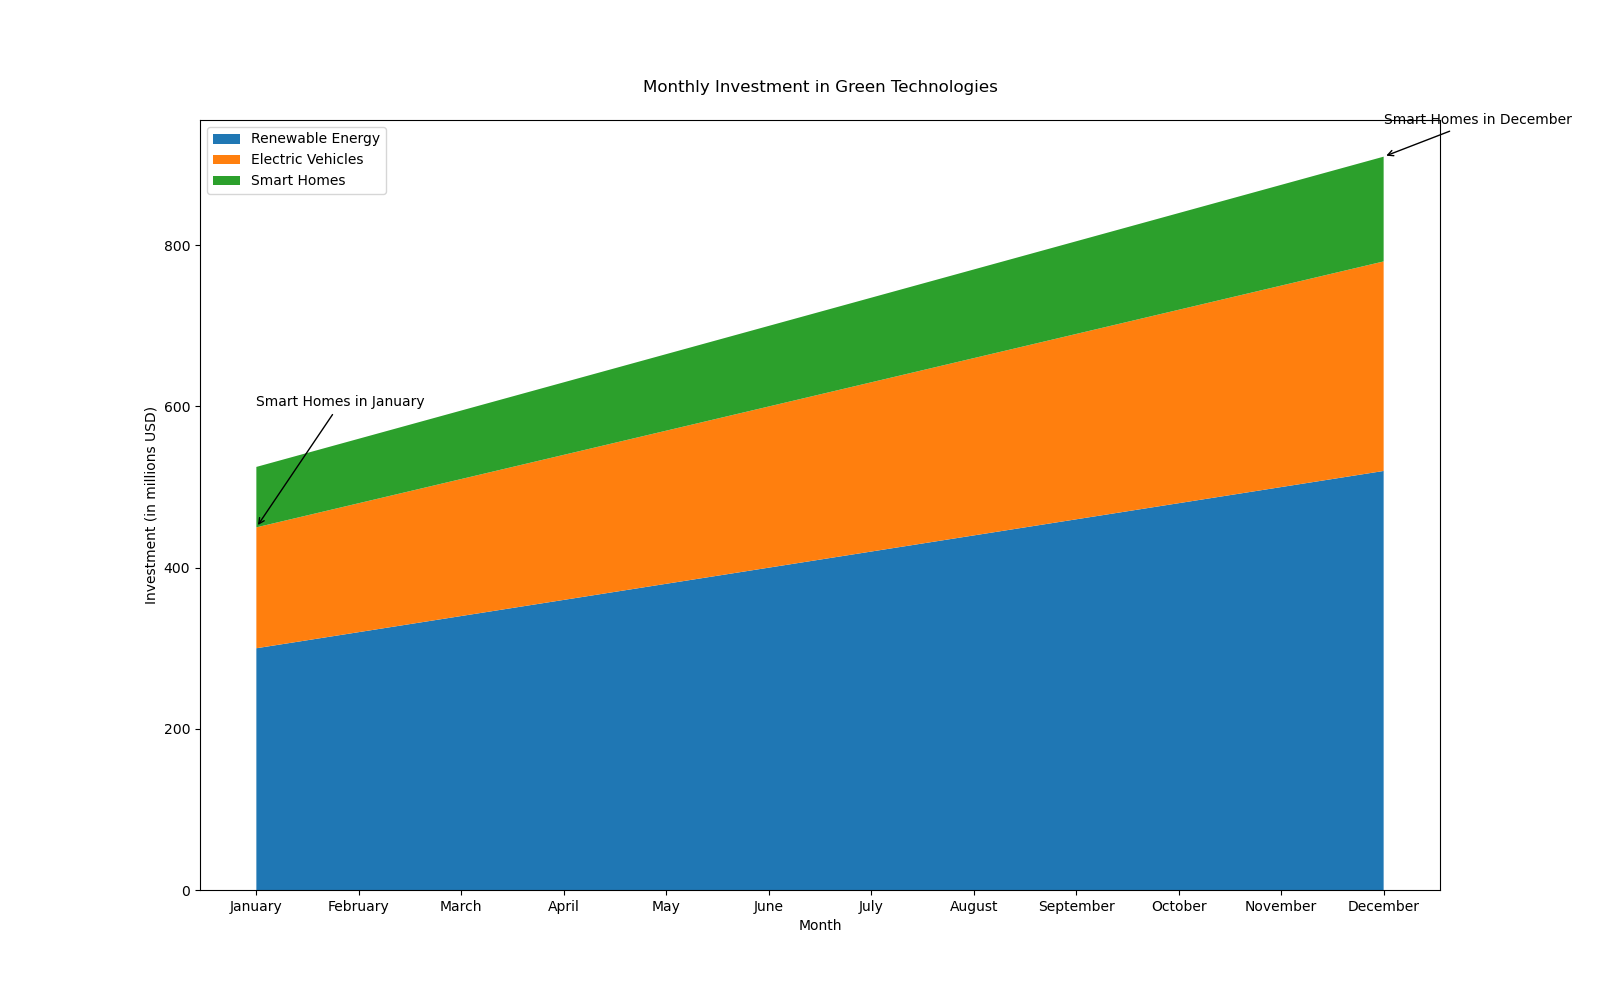 Monthly Investment in Green Technologies
Smart Homes in December
Renewable Energy
Electric Vehicles
Smart Homes
Smart Homes in January
Investment (in millions USD)
800
600
400
200
0
January February March April May June July August September October November December
Month